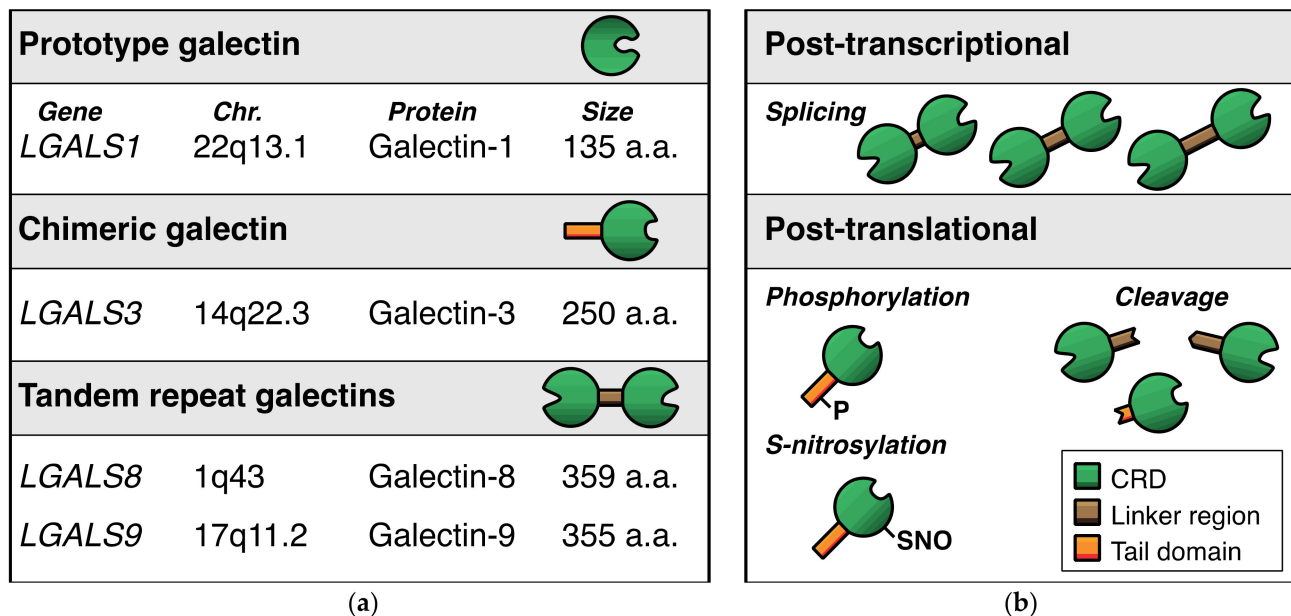 Prototype galectin
Gene Chr. Protein Size
LGALS1 22q13.1 Galectin-1 135 a.a.
Chimeric galectin
LGALS3 14q22.3 Galectin-3 250 a.a.
Tandem repeat galectins
LGALS8 1q43 Galectin-8 359 a.a.
LGALS9 17q11.2 Galectin-9 355 a.a.
(a)
Post-transcriptional
Splicing
Post-translational
Phosphorylation Cleavage
P
S-nitrosylation
SNO
CRD
Linker region
Tail domain
(b)